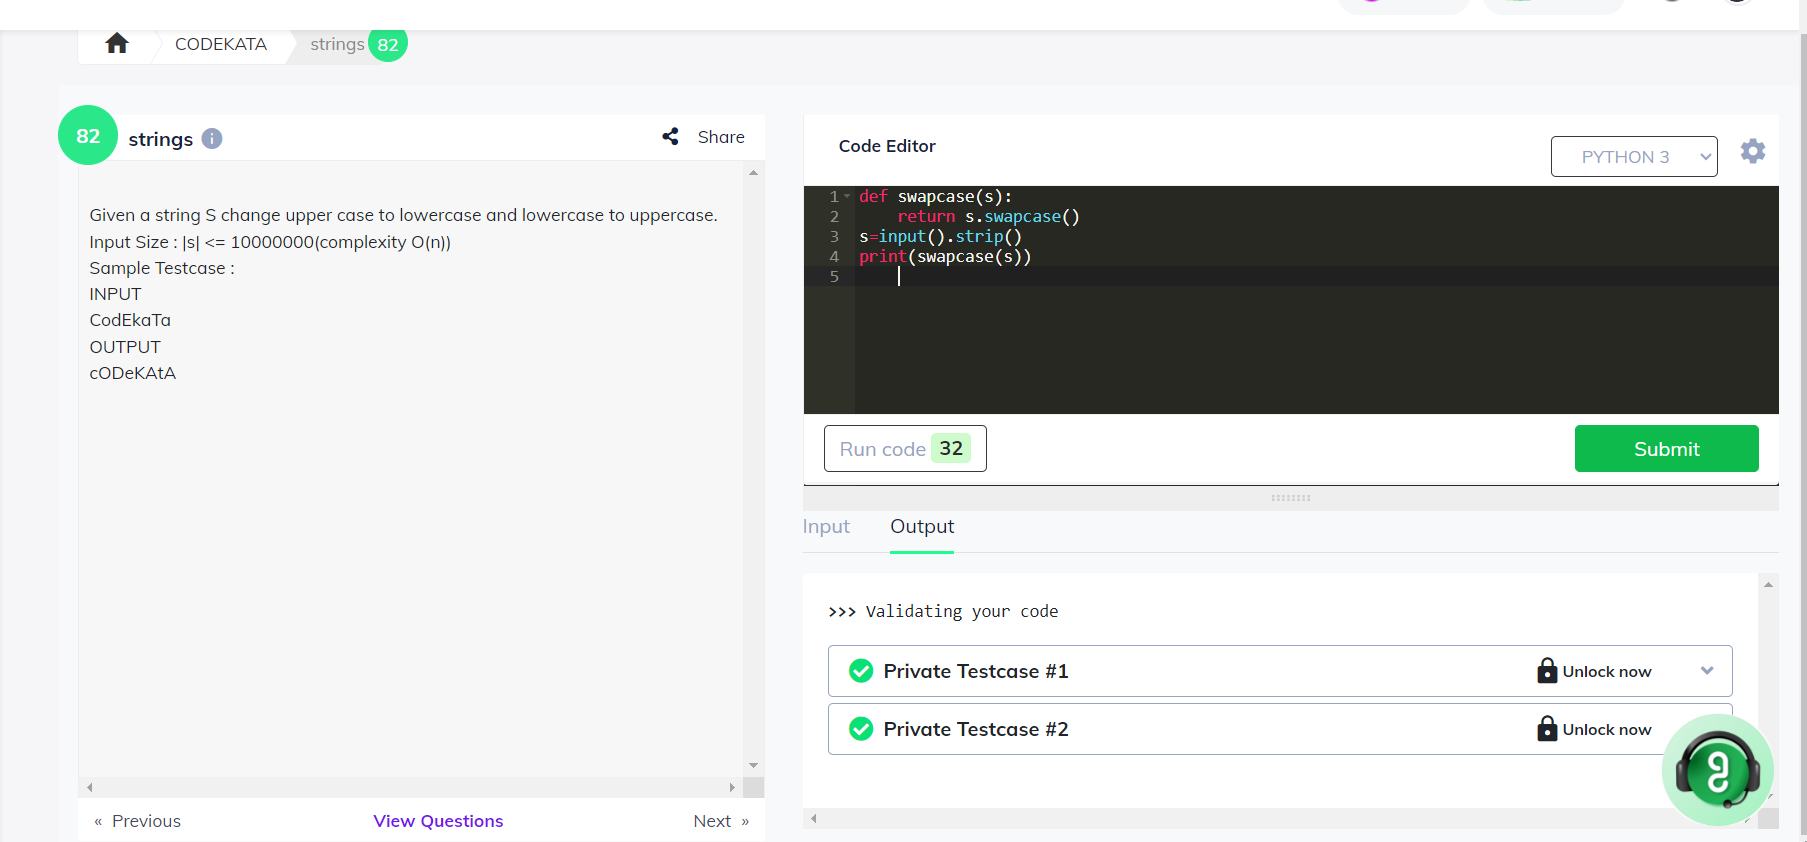 CODEKATA
strings 82
82
strings
Share
Given a string S change upper case to lowercase and lowercase to uppercase.
Input Size : |s| <= 10000000(complexity O(n))
Sample Testcase :
INPUT
CodEkaTa
OUTPUT
cODeKAtA
« Previous
View Questions
Next »
Code Editor
PYTHON 3
1 def swapcase(s):
2 return s.swapcase()
3 s=input().strip()
4 print(swapcase(s))
5
Run code 32
Submit
Input
Output
>>> Validating your code
Private Testcase #1
Unlock now
Private Testcase #2
Unlock now